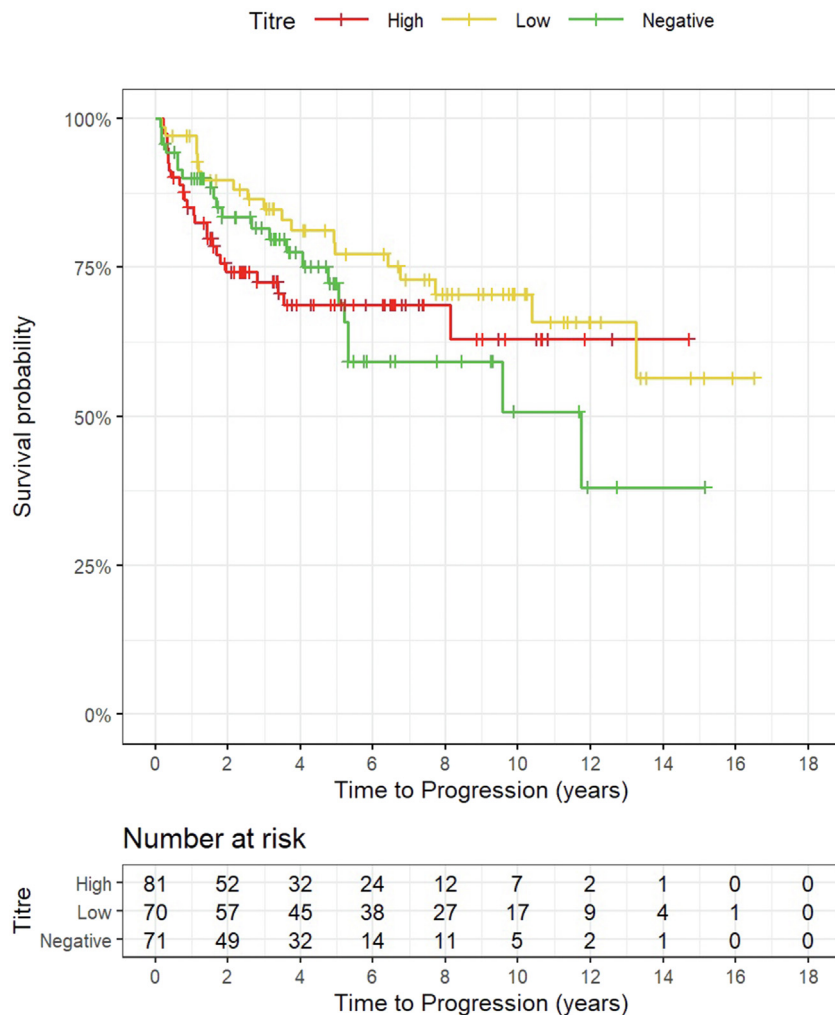 Titre High Low Negative
100%
75%
50%
25%
0%
Survival probability
0 2 4 6 8 10 12 14 16 18
Time to Progression (years)
Number at risk
Titre
High 81 52 32 24 12 7 2 1 0 0
Low 70 57 45 38 27 17 9 4 1 0
Negative 71 49 32 14 11 5 2 1 0 0
0 2 4 6 8 10 12 14 16 18
Time to Progression (years)